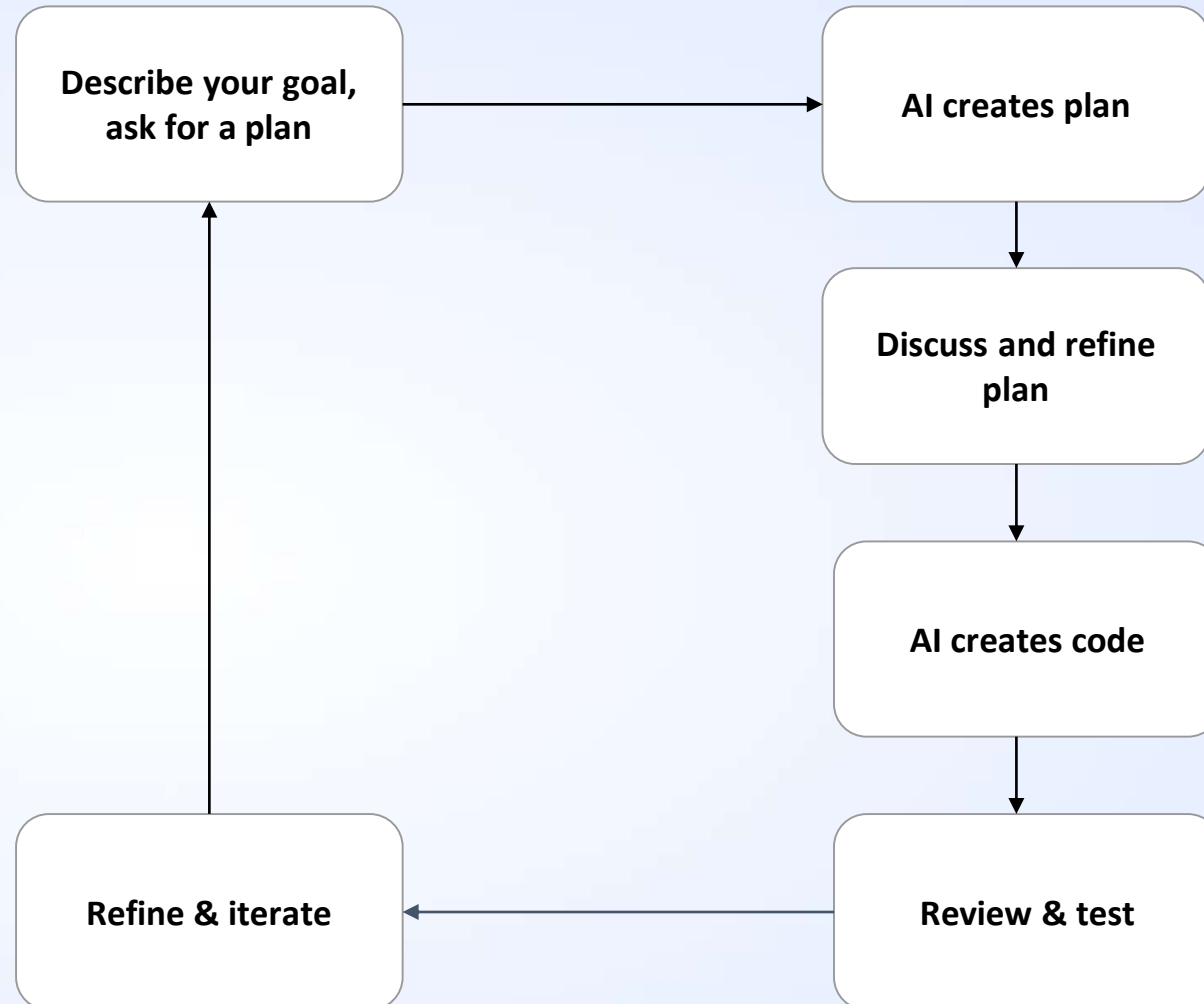 Describe your goal,
ask for a plan
AI creates plan
Discuss and refine
plan
AI creates code
Review & test
Refine & iterate